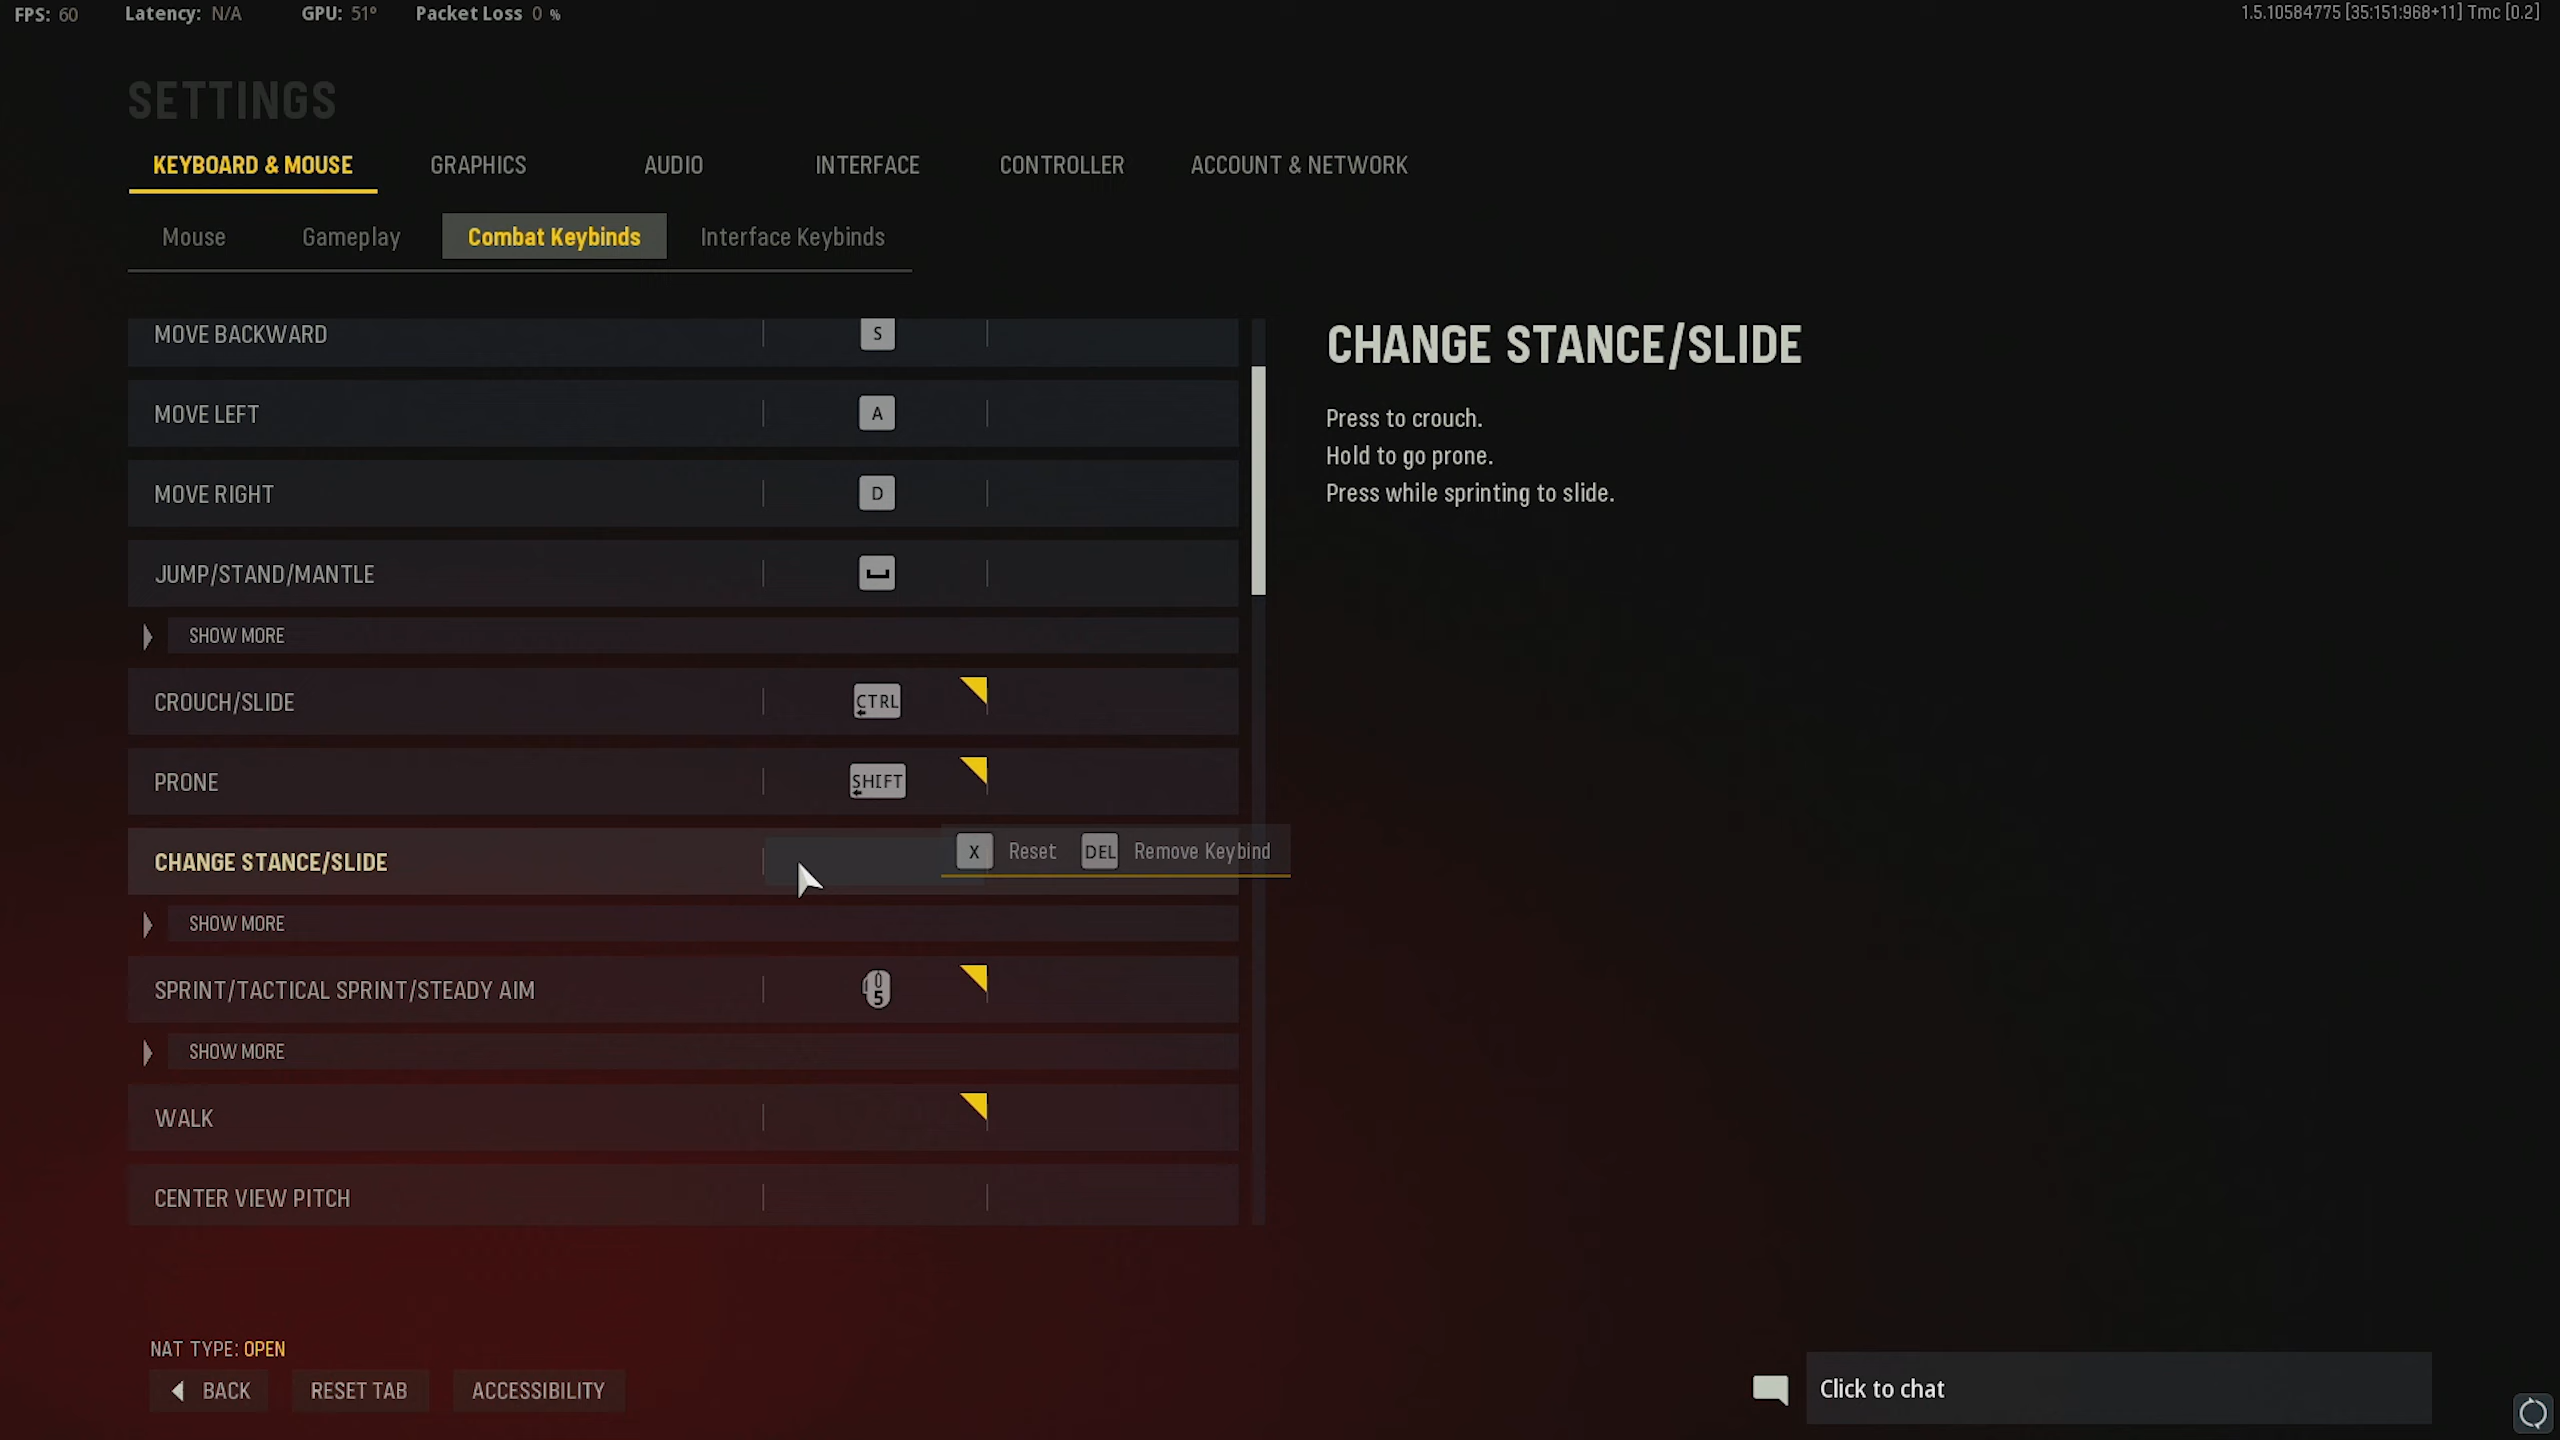 FPS: 60 Latency: N/A GPU: 51° Packet Loss 0 %
1.5.10584775 [35:151:968+11] Tmc [0.2]
SETTINGS
KEYBOARD & MOUSE GRAPHICS AUDIO INTERFACE CONTROLLER ACCOUNT & NETWORK
Mouse Gameplay Combat Keybinds Interface Keybinds
MOVE BACKWARD S
MOVE LEFT A
MOVE RIGHT D
JUMP/STAND/MANTLE
SHOW MORE
CROUCH/SLIDE CTRL
PRONE SHIFT
CHANGE STANCE/SLIDE X Reset DEL Remove Keybind
SHOW MORE
SPRINT/TACTICAL SPRINT/STEADY AIM 5
SHOW MORE
WALK
CENTER VIEW PITCH
CHANGE STANCE/SLIDE
Press to crouch.
Hold to go prone.
Press while sprinting to slide.
NAT TYPE: OPEN
BACK RESET TAB ACCESSIBILITY
Click to chat